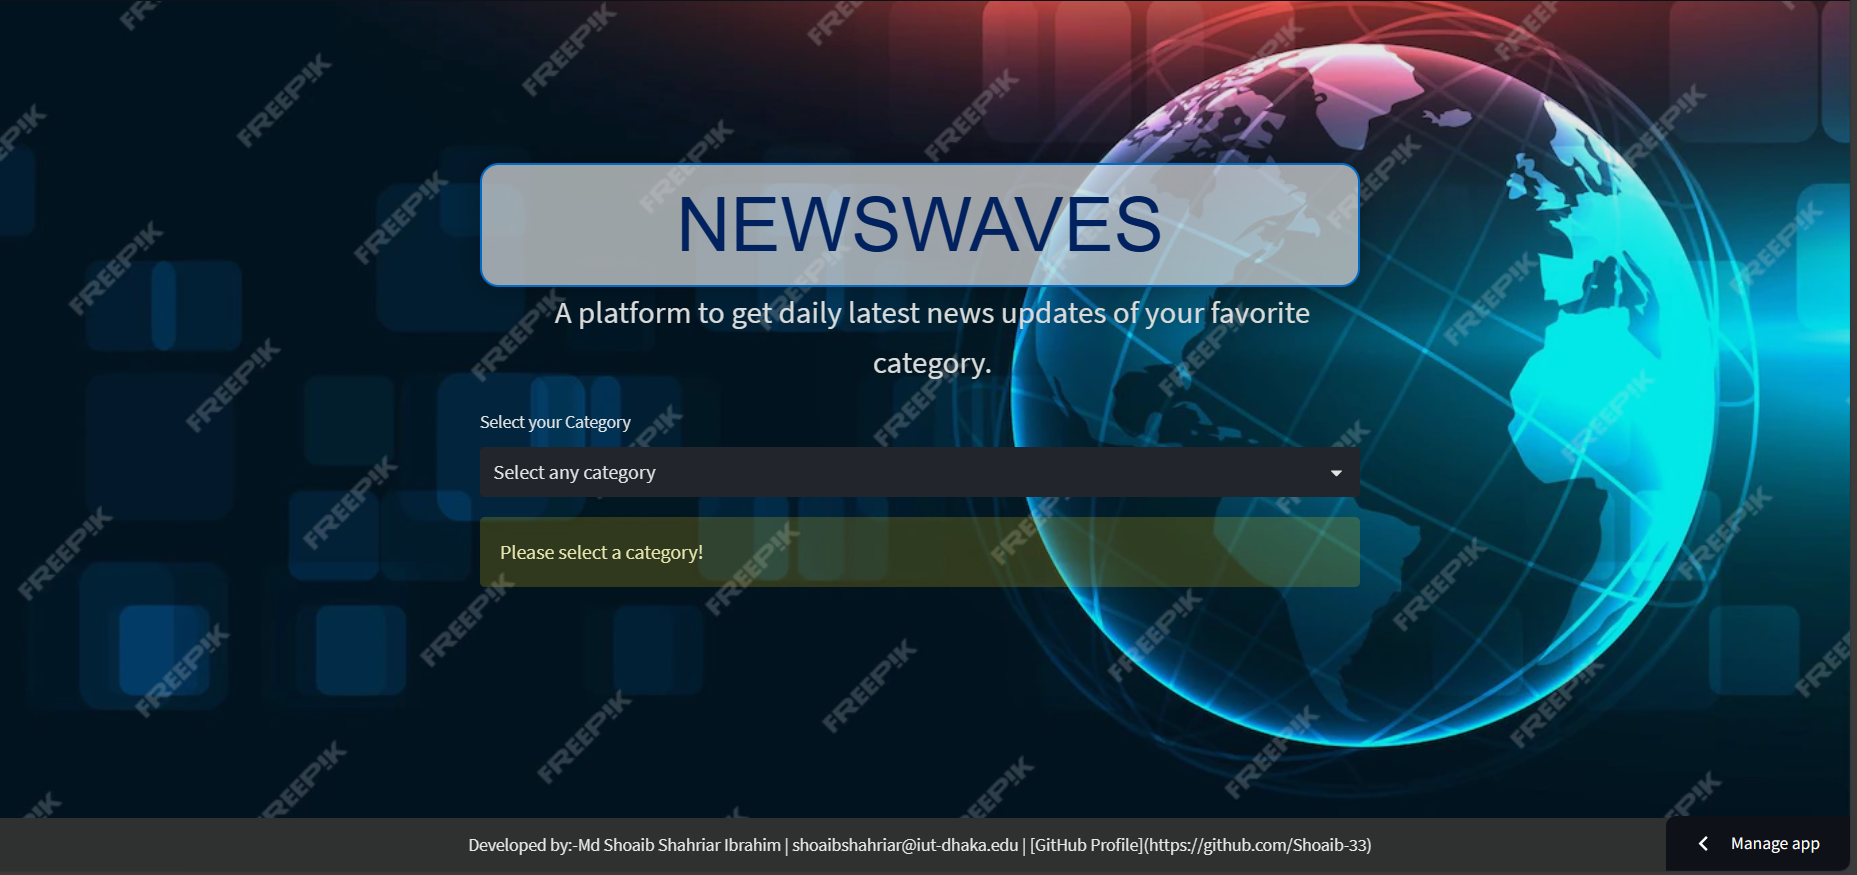 NEWSWAVES
A platform to get daily latest news updates of your favorite
category.
Select your Category
Select any category
Please select a category!
Developed by:-Md Shoaib Shahriar Ibrahim | shoaibshahriar@iut-dhaka.edu | [GitHub Profile](https://github.com/Shoaib-33)
Manage app
FREEPIK